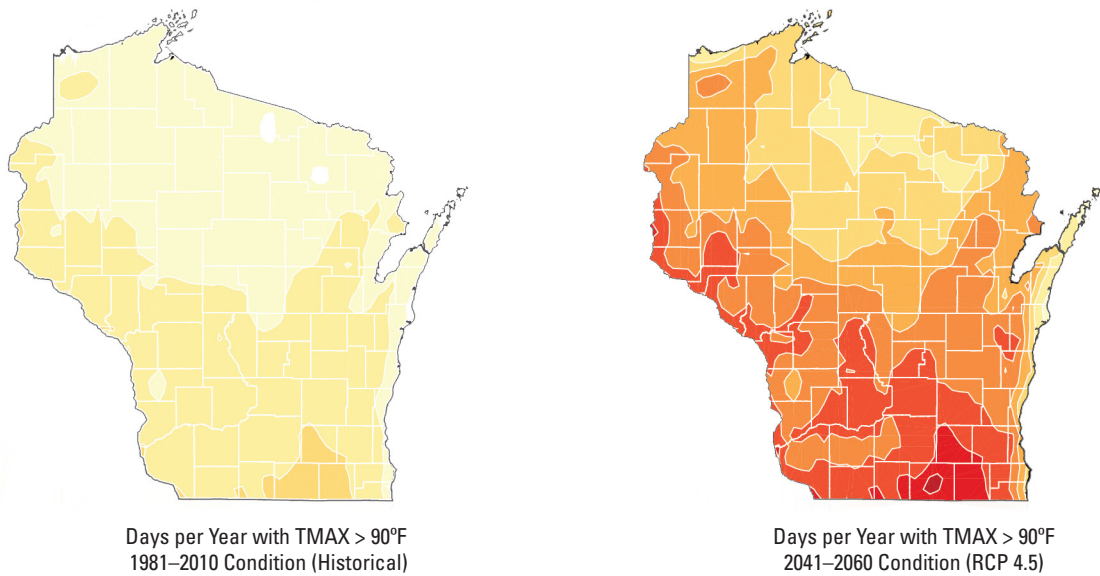 Days per Year with TMAX > 90ºF
1981–2010 Condition (Historical)
Days per Year with TMAX > 90ºF
2041–2060 Condition (RCP 4.5)